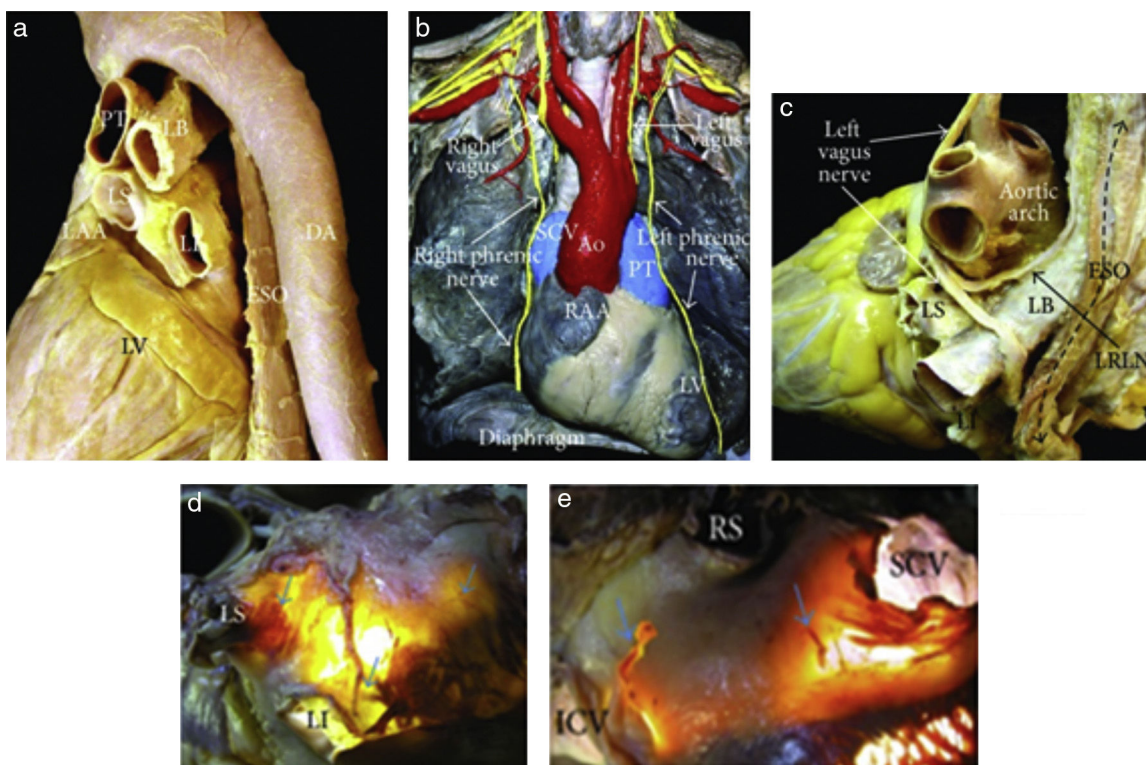 a
PT
LB
LS
LAA
LI
DA
ESO
LV
b
Right
vagus
Left
vagus
SCV
Ao
Right phrenic
nerve
Left phrenic
nerve
PT
RAA
LV
Diaphragm
c
Left
vagus
nerve
Aortic
arch
ESO
LS
LB
LRLN
LI
d
LS
LI
e
RS
SCV
ICV